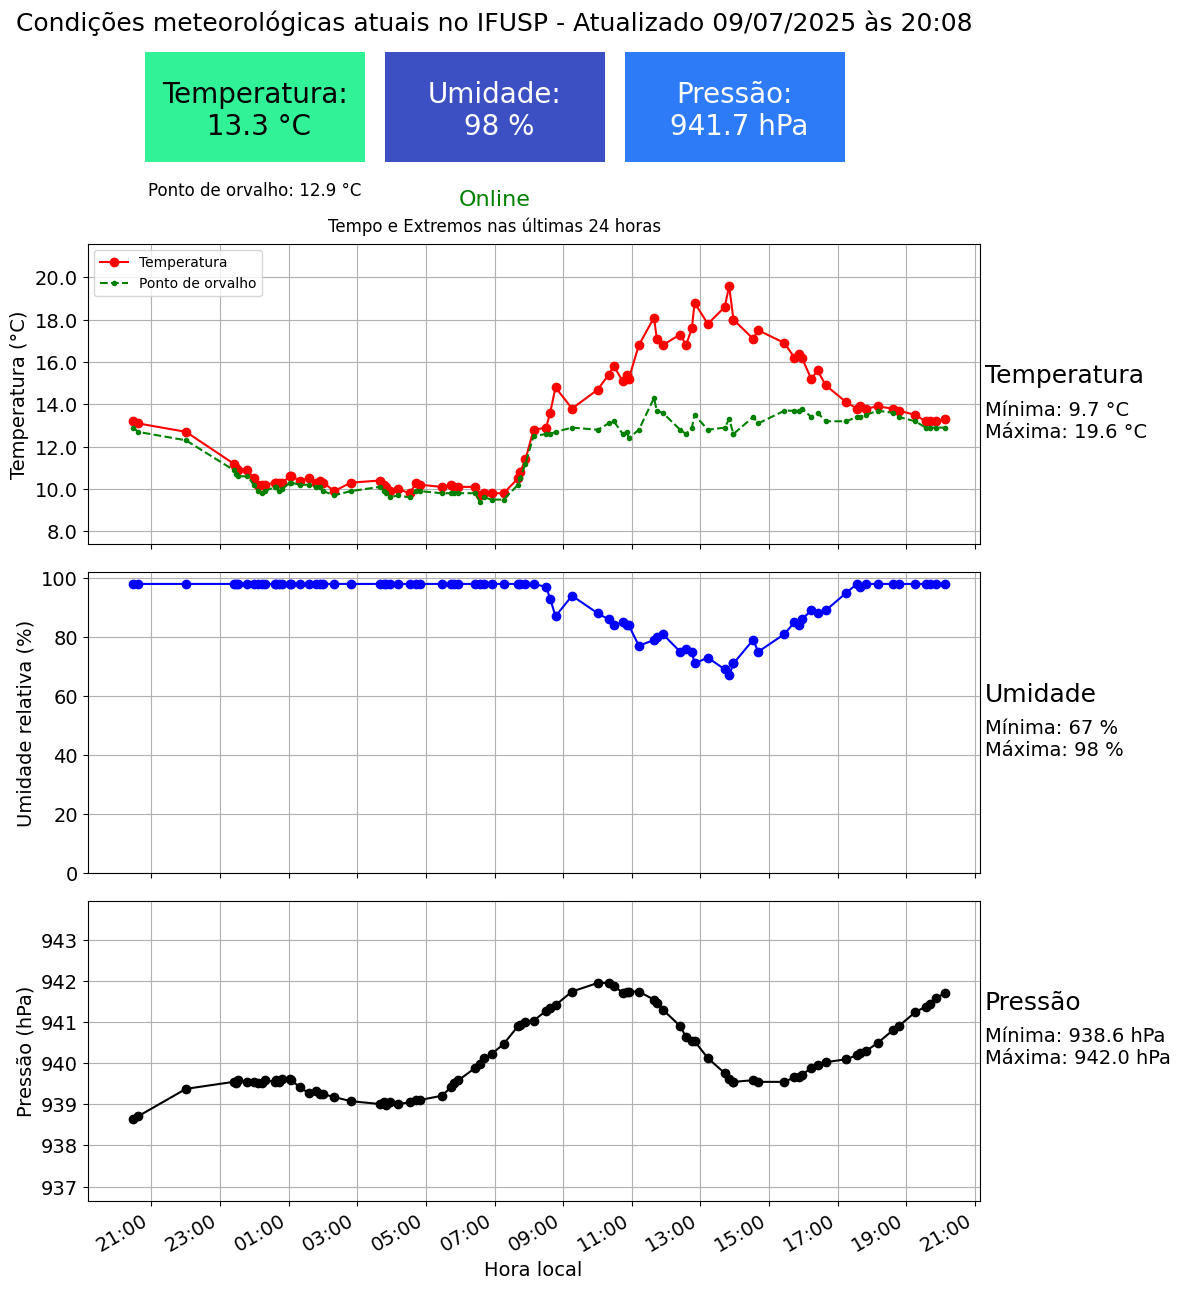 Condições meteorológicas atuais no IFUSP - Atualizado 09/07/2025 às 20:08
Temperatura:
13.3 °C
Umidade:
98 %
Pressão:
941.7 hPa
Ponto de orvalho: 12.9 °C
Online
Tempo e Extremos nas últimas 24 horas
Temperatura
Ponto de orvalho
Temperatura (°C)
20.0
18.0
16.0
14.0
12.0
10.0
8.0
Temperatura
Mínima: 9.7 °C
Máxima: 19.6 °C
Umidade relativa (%)
100
80
60
40
20
0
Umidade
Mínima: 67 %
Máxima: 98 %
Pressão (hPa)
943
942
941
940
939
938
937
Pressão
Mínima: 938.6 hPa
Máxima: 942.0 hPa
21:00
23:00
01:00
03:00
05:00
07:00
09:00
11:00
13:00
15:00
17:00
19:00
21:00
Hora local